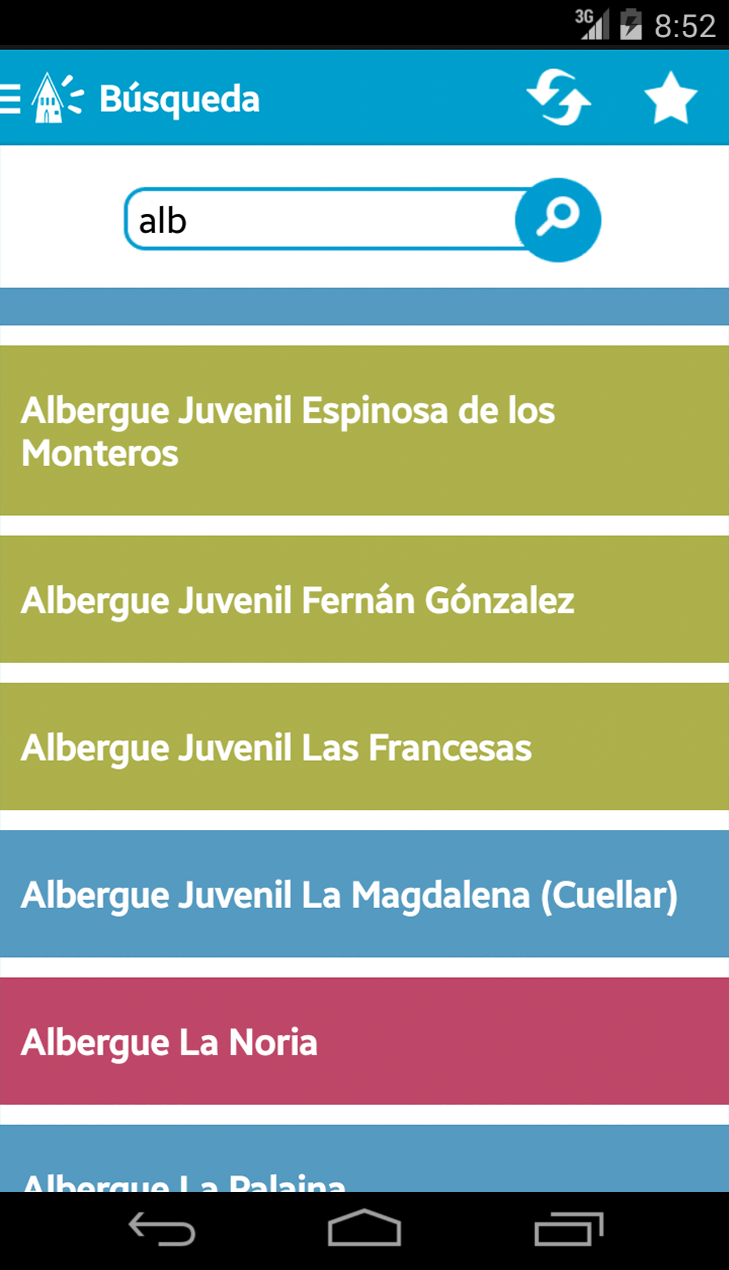 3G 8:52
Búsqueda
alb
Albergue Juvenil Espinosa de los
Monteros
Albergue Juvenil Fernán Gónzalez
Albergue Juvenil Las Francesas
Albergue Juvenil La Magdalena (Cuellar)
Albergue La Noria
Albergue La Palaina